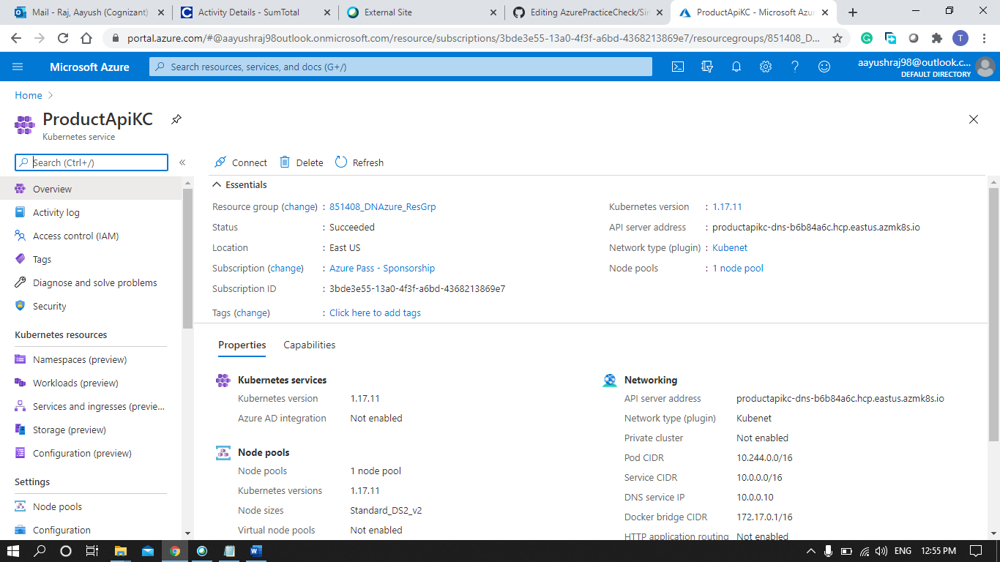 Mail - Raj, Aayush (Cognizant)
Activity Details - SumTotal
External Site
Editing AzurePracticeCheck/Sin
ProductApiKC - Microsoft Azur
portal.azure.com/#@aayushraj98outlook.onmicrosoft.com/resource/subscriptions/3bde3e55-13a0-4f3f-a6bd-4368213869e7/resourcegroups/851408_D...
T
Microsoft Azure
Search resources, services, and docs (G+/)
aayushraj98@outlook.c...
DEFAULT DIRECTORY
Home
ProductApiKC
Kubernetes service
Search (Ctrl+/)
Overview
Activity log
Access control (IAM)
Tags
Diagnose and solve problems
Security
Kubernetes resources
Namespaces (preview)
Workloads (preview)
Services and ingresses (previe...
Storage (preview)
Configuration (preview)
Settings
Node pools
Configuration
Connect Delete Refresh
Essentials
Resource group (change) : 851408_DNAzure_ResGrp
Status : Succeeded
Location : East US
Subscription (change) : Azure Pass - Sponsorship
Subscription ID : 3bde3e55-13a0-4f3f-a6bd-4368213869e7
Tags (change) : Click here to add tags
Kubernetes version : 1.17.11
API server address : productapikc-dns-b6b84a6c.hcp.eastus.azmk8s.io
Network type (plugin) : Kubenet
Node pools : 1 node pool
Properties Capabilities
Kubernetes services
Kubernetes version 1.17.11
Azure AD integration Not enabled
Node pools
Node pools 1 node pool
Kubernetes versions 1.17.11
Node sizes Standard_DS2_v2
Virtual node pools Not enabled
Networking
API server address productapikc-dns-b6b84a6c.hcp.eastus.azmk8s.io
Network type (plugin) Kubenet
Private cluster Not enabled
Pod CIDR 10.244.0.0/16
Service CIDR 10.0.0.0/16
DNS service IP 10.0.0.10
Docker bridge CIDR 172.17.0.1/16
HTTP application routing Not enabled
ENG 12:55 PM